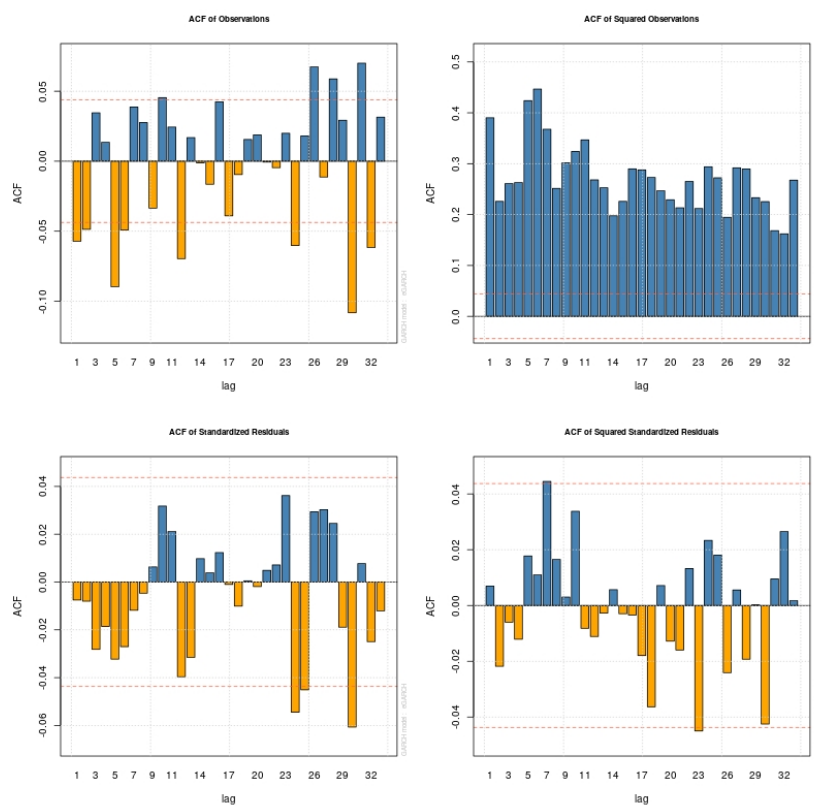 ACF of Observations
ACF
0.05
0.00
-0.05
-0.10
1 3 5 7 9 11 14 17 20 23 26 29 32
lag
ACF of Squared Observations
ACF
0.5
0.4
0.3
0.2
0.1
0.0
1 3 5 7 9 11 14 17 20 23 26 29 32
lag
ACF of Standardized Residuals
ACF
0.04
0.02
0.00
-0.02
-0.04
-0.06
1 3 5 7 9 11 14 17 20 23 26 29 32
lag
ACF of Squared Standardized Residuals
ACF
0.04
0.02
0.00
-0.02
-0.04
1 3 5 7 9 11 14 17 20 23 26 29 32
lag